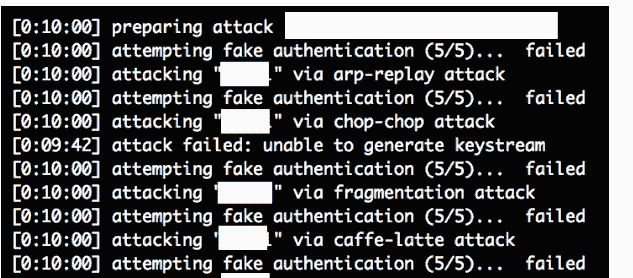 [0:10:00] preparing attack
[0:10:00] attempting fake authentication (5/5)... failed
[0:10:00] attacking "" via arp-replay attack
[0:10:00] attempting fake authentication (5/5)... failed
[0:10:00] attacking "" via chop-chop attack
[0:09:42] attack failed: unable to generate keystream
[0:10:00] attempting fake authentication (5/5)... failed
[0:10:00] attacking "" via fragmentation attack
[0:10:00] attempting fake authentication (5/5)... failed
[0:10:00] attacking "" via caffe-latte attack
[0:10:00] attempting fake authentication (5/5)... failed